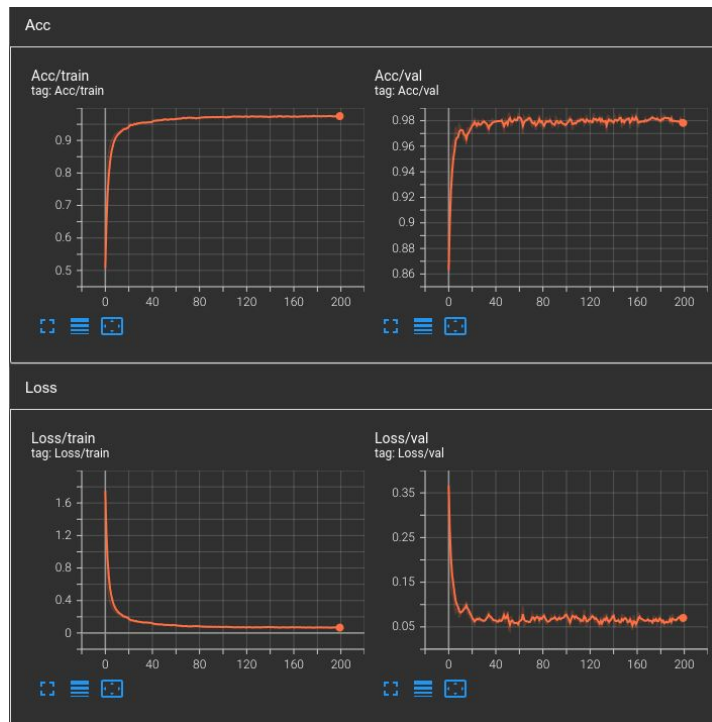 Acc
Acc/train
tag: Acc/train
0.9
0.8
0.7
0.6
0.5
0 40 80 120 160 200
Acc/val
tag: Acc/val
0.98
0.96
0.94
0.92
0.9
0.88
0.86
0 40 80 120 160 200
Loss
Loss/train
tag: Loss/train
1.6
1.2
0.8
0.4
0
0 40 80 120 160 200
Loss/val
tag: Loss/val
0.35
0.25
0.15
0.05
0 40 80 120 160 200